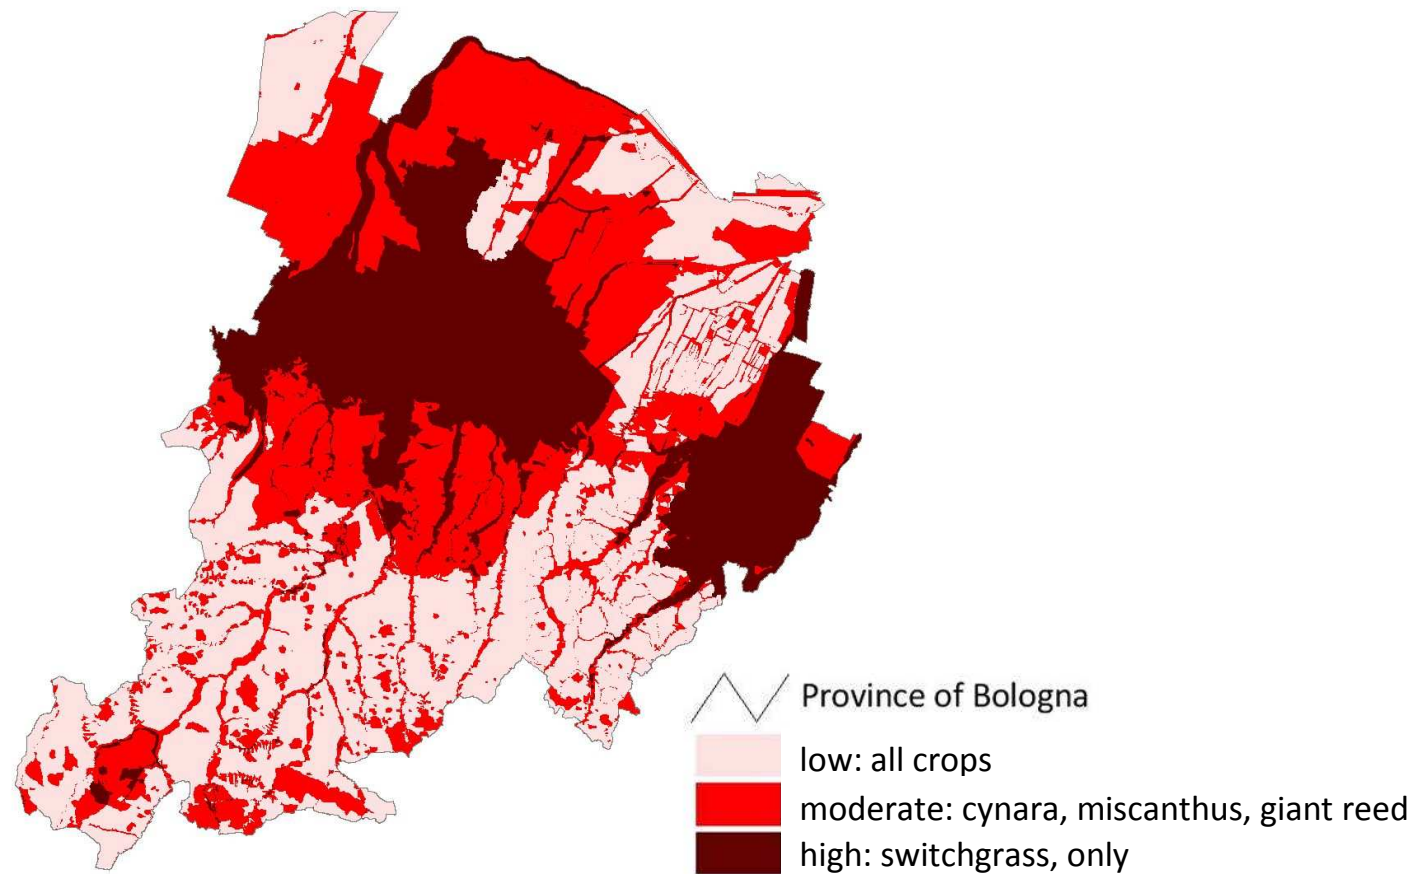 Province of Bologna
low: all crops
moderate: cynara, miscanthus, giant reed
high: switchgrass, only